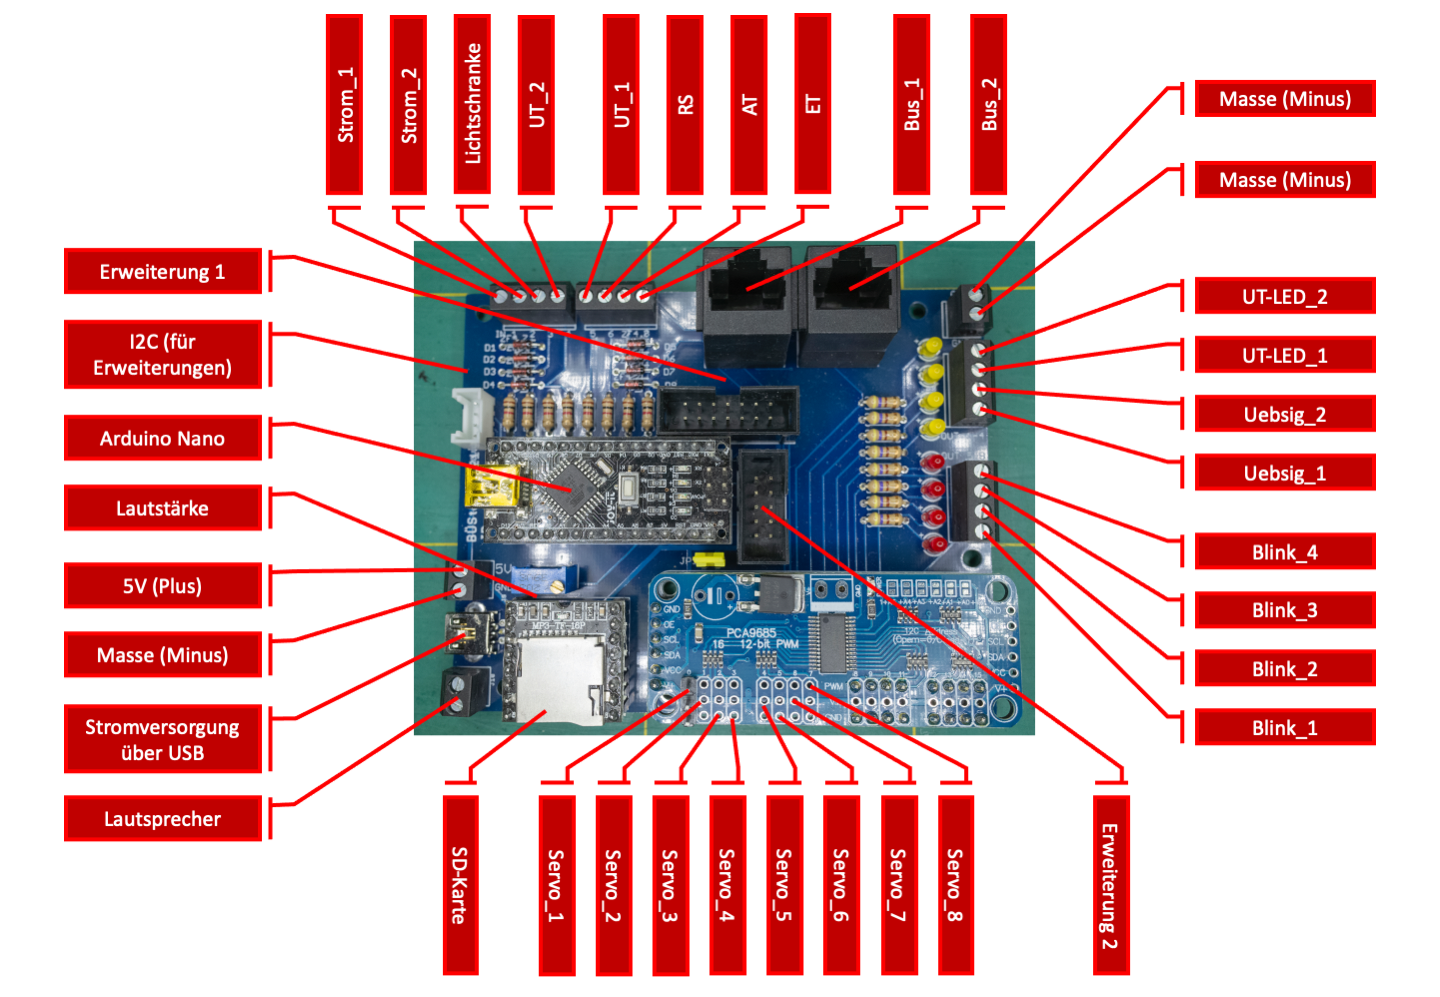 Strom_1
Strom_2
Lichtschranke
UT_2
UT_1
RS
AT
ET
Bus_1
Bus_2
Masse (Minus)
Masse (Minus)
UT-LED_2
UT-LED_1
Uebsig_2
Uebsig_1
Blink_4
Blink_3
Blink_2
Blink_1
Erweiterung 1
I2C (für
Erweiterungen)
Arduino Nano
Lautstärke
5V (Plus)
Masse (Minus)
Stromversorgung
über USB
Lautsprecher
D1
D2
D3
D4
D6
D7
5V
JP
MP3-TF-16P
PCA9685
16 12-bit PWM
GND
OE
SCL
SDA
VCC
V+
PWM
I2C Address
SD-Karte
Servo_1
Servo_2
Servo_3
Servo_4
Servo_5
Servo_6
Servo_7
Servo_8
Erweiterung 2